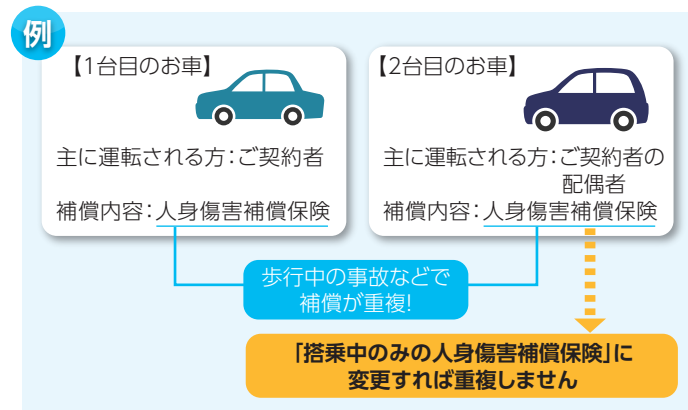 例
【1台目のお車】
主に運転される方：ご契約者
補償内容：人身傷害補償保険
【2台目のお車】
主に運転される方：ご契約者の
配偶者
補償内容：人身傷害補償保険
歩行中の事故などで
補償が重複!
「搭乗中のみの人身傷害補償保険」に
変更すれば重複しません